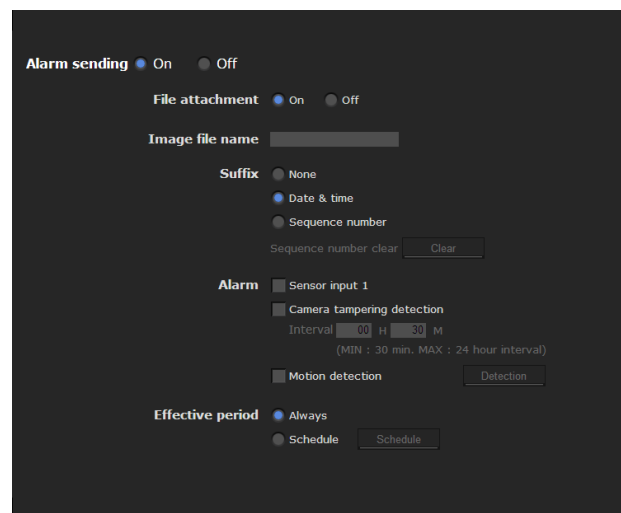 Alarm sending On Off
File attachment On Off
Image file name
Suffix None
Date & time
Sequence number
Sequence number clear Clear
Alarm Sensor input 1
Camera tampering detection
Interval 00 H 30 M
(MIN : 30 min. MAX : 24 hour interval)
Motion detection Detection
Effective period Always
Schedule Schedule